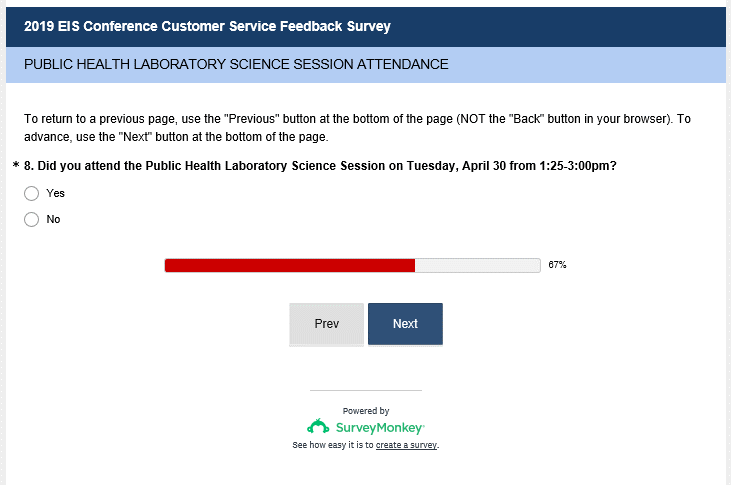 2019 EIS Conference Customer Service Feedback Survey
PUBLIC HEALTH LABORATORY SCIENCE SESSION ATTENDANCE
To return to a previous page, use the "Previous" button at the bottom of the page (NOT the "Back" button in your browser). To
advance, use the "Next" button at the bottom of the page.
* 8. Did you attend the Public Health Laboratory Science Session on Tuesday, April 30 from 1:25-3:00pm?
Yes
No
67%
Prev Next
Powered by
SurveyMonkey
See how easy it is to create a survey.